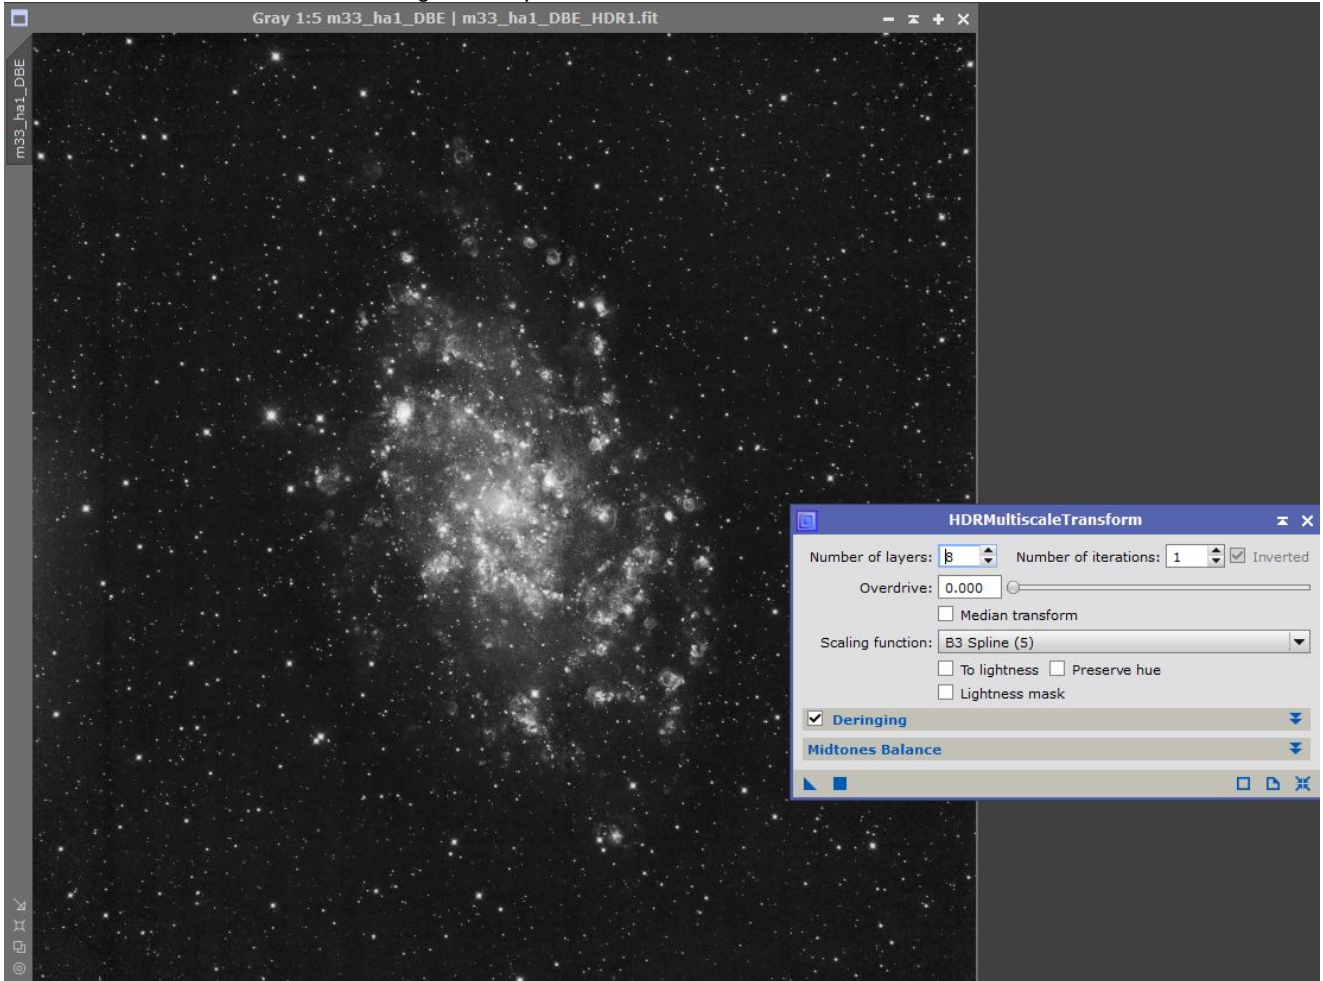 Gray 1:5 m33_ha1_DBE | m33_ha1_DBE_HDR1.fit
m33_ha1_DBE
HDRMultiscaleTransform
Number of layers: 8 Number of iterations: 1 Inverted
Overdrive: 0.000
Median transform
Scaling function: B3 Spline (5)
To lightness Preserve hue
Lightness mask
Deringing
Midtones Balance